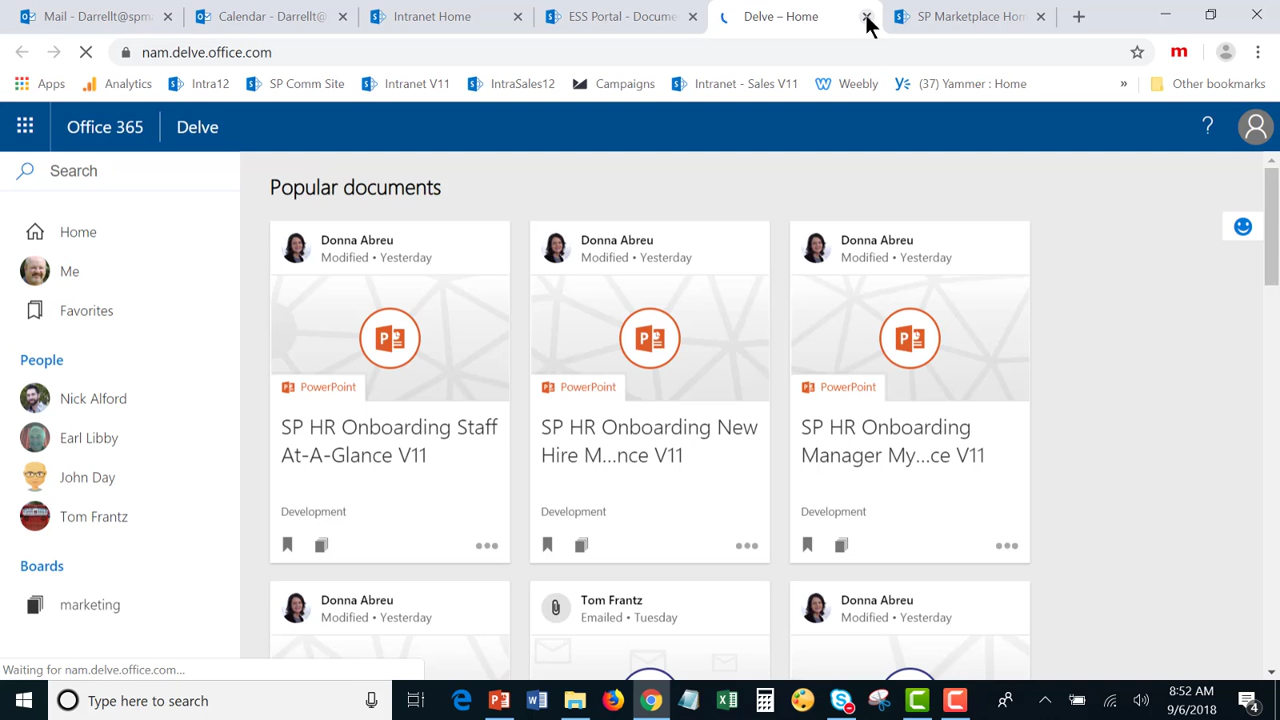 Mail - Darrellt@spma
Calendar - Darrellt@
Intranet Home
ESS Portal - Docume
Delve – Home
SP Marketplace Hom
nam.delve.office.com
m
Apps
Analytics
Intra12
SP Comm Site
Intranet V11
IntraSales12
Campaigns
Intranet - Sales V11
Weebly
(37) Yammer : Home
»
Other bookmarks
Office 365
Delve
?
Search
Popular documents
Home
Me
Favorites
People
Nick Alford
Earl Libby
John Day
Tom Frantz
Boards
marketing
Donna Abreu
Modified • Yesterday
PowerPoint
SP HR Onboarding Staff
At-A-Glance V11
Development
Donna Abreu
Modified • Yesterday
PowerPoint
SP HR Onboarding New
Hire M...nce V11
Development
Donna Abreu
Modified • Yesterday
PowerPoint
SP HR Onboarding
Manager My...ce V11
Development
Donna Abreu
Modified • Yesterday
Tom Frantz
Emailed • Tuesday
Donna Abreu
Modified • Yesterday
Waiting for nam.delve.office.com...
Type here to search
8:52 AM
9/6/2018
4